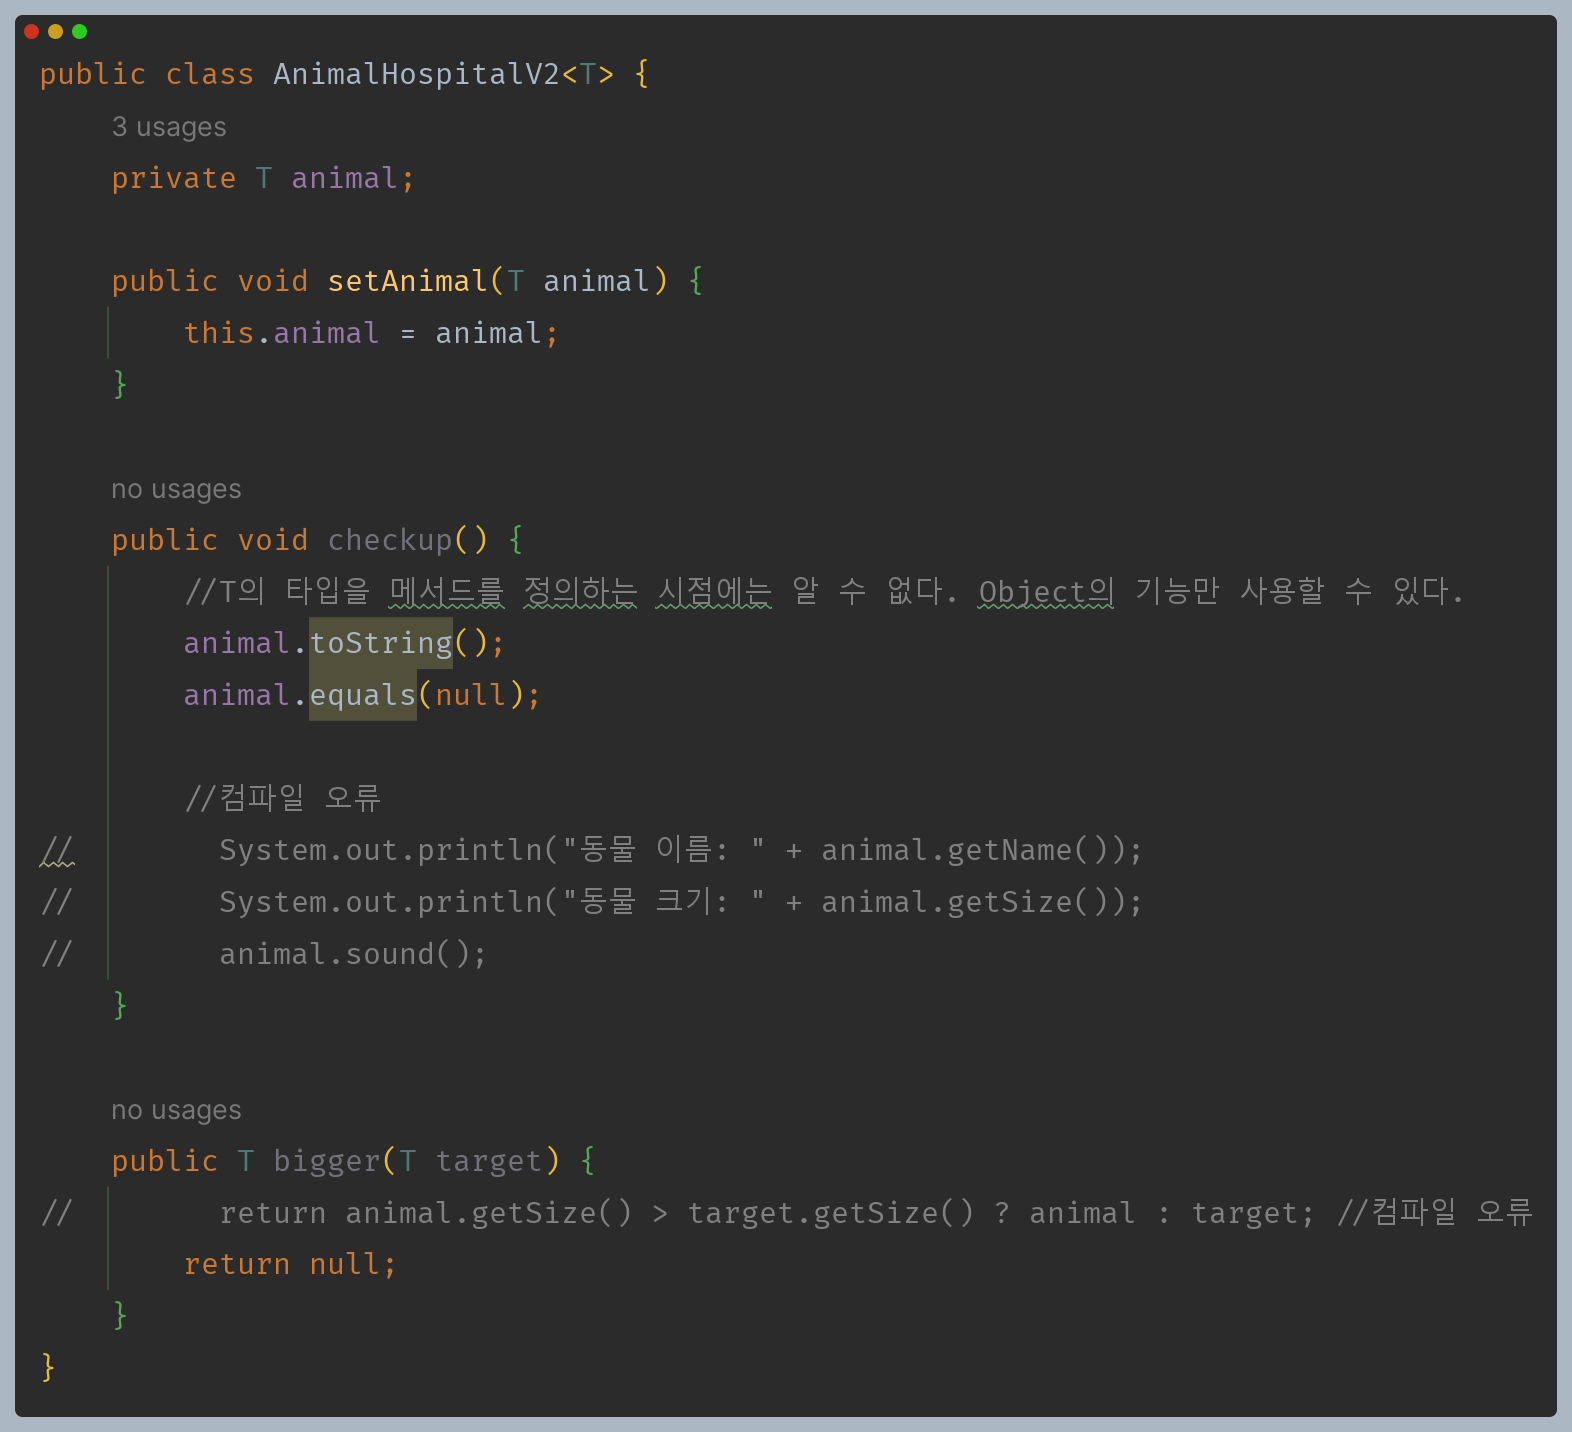 public class AnimalHospitalV2<T> {
3 usages
private T animal;
public void setAnimal(T animal) {
this.animal = animal;
}
no usages
public void checkup() {
//T의 타입을 메서드를 정의하는 시점에는 알 수 없다. Object의 기능만 사용할 수 있다.
animal.toString();
animal.equals(null);
//컴파일 오류
// System.out.println("동물 이름: " + animal.getName());
// System.out.println("동물 크기: " + animal.getSize());
// animal.sound();
}
no usages
public T bigger(T target) {
// return animal.getSize() > target.getSize() ? animal : target; //컴파일 오류
return null;
}
}